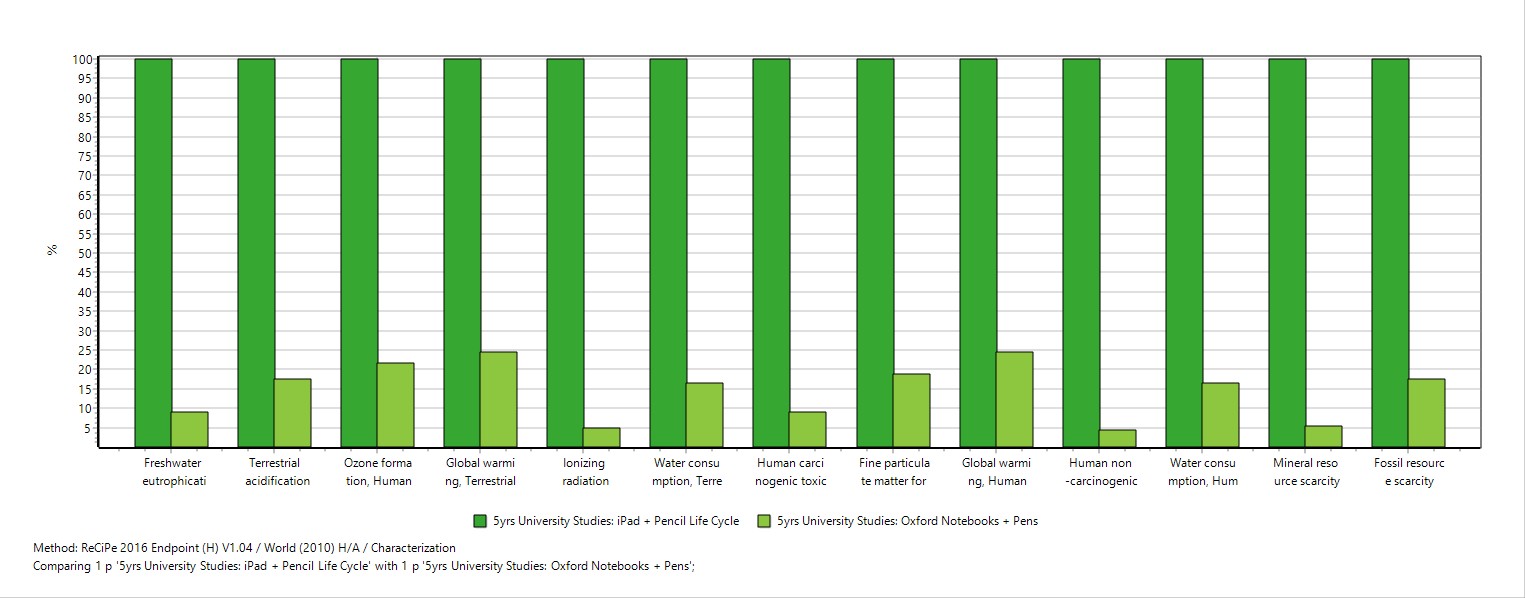 100
95
90
85
80
75
70
65
60
55
50
45
40
35
30
25
20
15
10
5
%
Freshwater
eutrophicati
Terrestrial
acidification
Ozone forma
tion, Human
Global warmi
ng, Terrestrial
Ionizing
radiation
Water consu
mption, Terre
Human carci
nogenic toxic
Fine particula
te matter for
Global warmi
ng, Human
Human non
-carcinogenic
Water consu
mption, Hum
Mineral reso
urce scarcity
Fossil resourc
e scarcity
5yrs University Studies: iPad + Pencil Life Cycle
5yrs University Studies: Oxford Notebooks + Pens
Method: ReCiPe 2016 Endpoint (H) V1.04 / World (2010) H/A / Characterization
Comparing 1 p '5yrs University Studies: iPad + Pencil Life Cycle' with 1 p '5yrs University Studies: Oxford Notebooks + Pens';